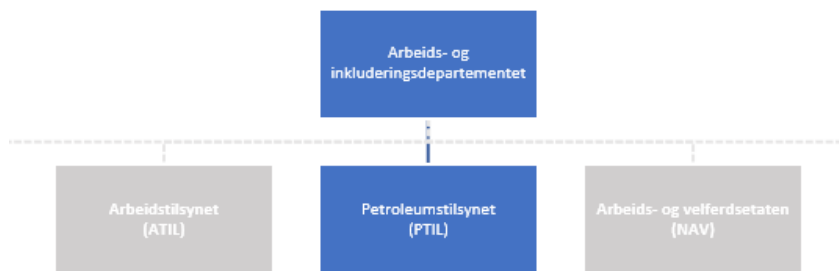 Arbeids- og
inkluderingsdepartementet
Arbeidstilsynet
(ATIL)
Petroleumstilsynet
(PTIL)
Arbeids- og velferdsetaten
(NAV)